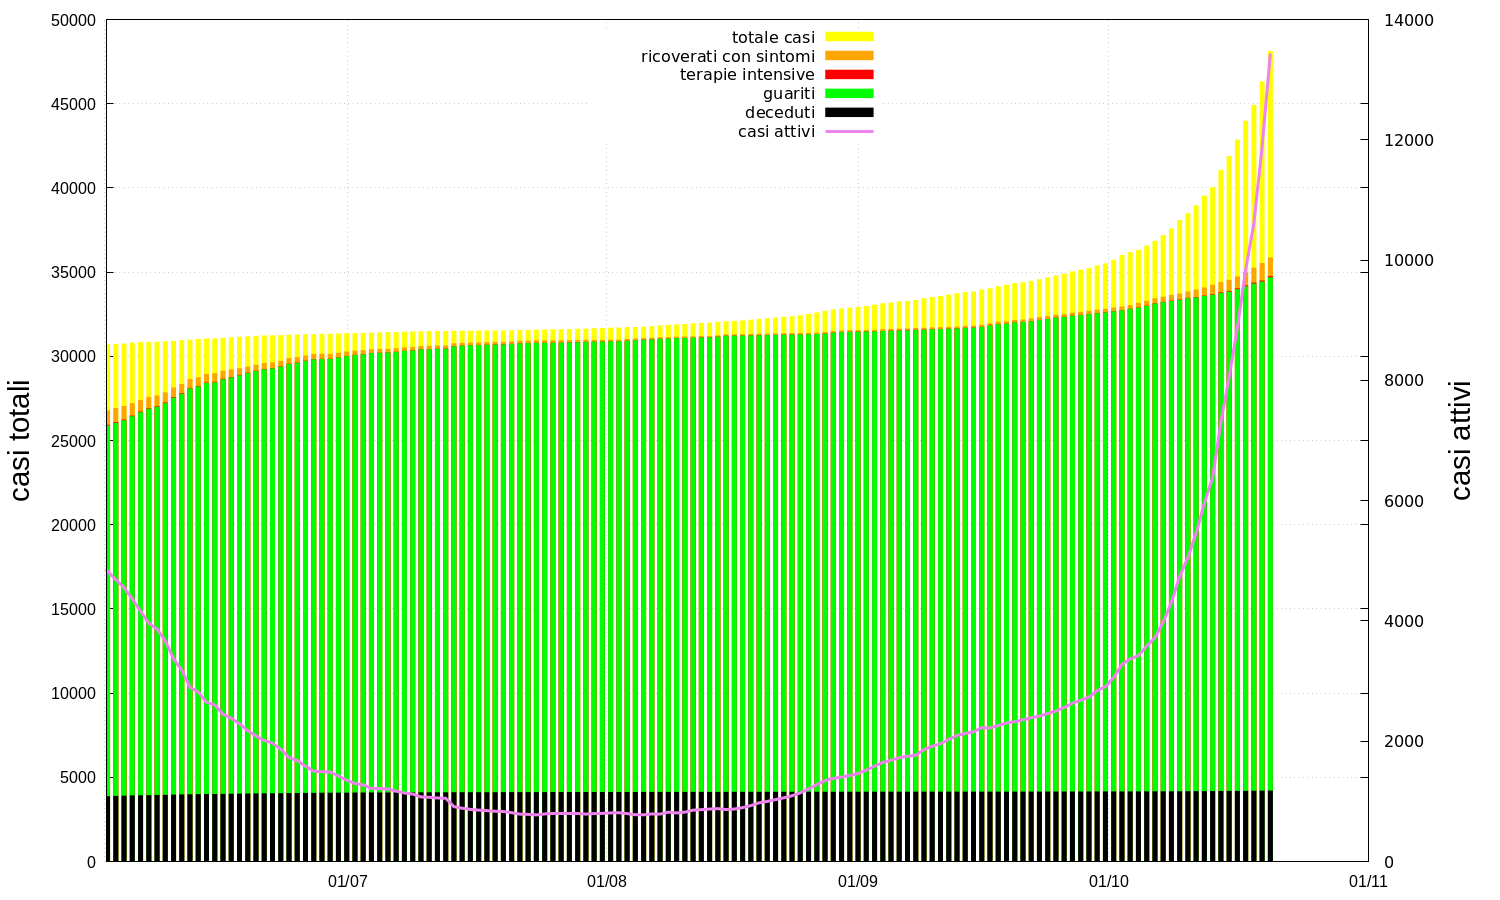 50000
45000
40000
35000
30000
25000
20000
15000
10000
5000
0
casi totali
totale casi
ricoverati con sintomi
terapie intensive
guariti
deceduti
casi attivi
14000
12000
10000
8000
6000
4000
2000
0
casi attivi
01/07 01/08 01/09 01/10 01/11